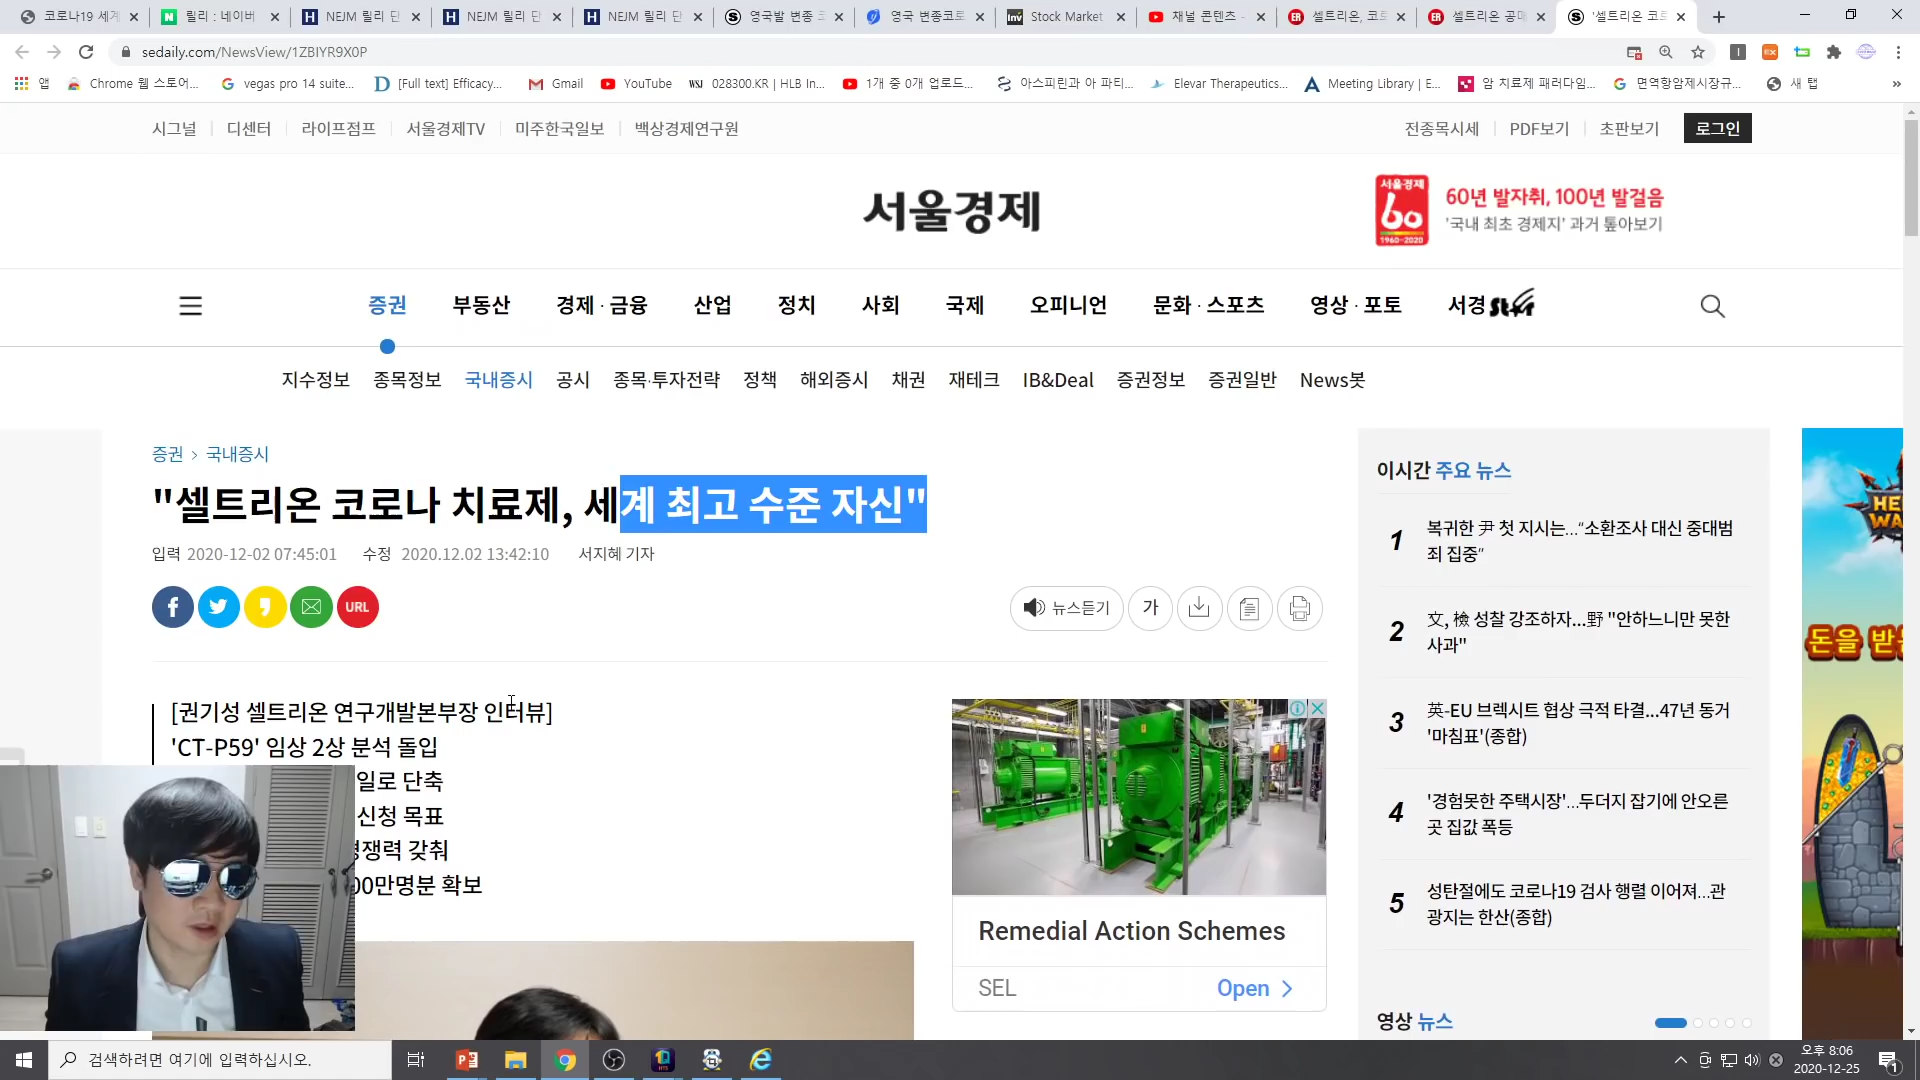 코로나19 세계
릴리 : 네이버
NEJM 릴리 단
NEJM 릴리 단
NEJM 릴리 단
영국발 변종 코
영국 변종코로
Stock Market
채널 콘텐츠 -
셀트리온, 코로
셀트리온 공매
'셀트리온 코로
sedaily.com/NewsView/1ZBIYR9X0P
앱
Chrome 웹 스토어...
vegas pro 14 suite...
[Full text] Efficacy...
Gmail
YouTube
028300.KR | HLB In...
1개 중 0개 업로드...
아스피린과 아 파티...
Elevar Therapeutics...
Meeting Library | E...
암 치료제 패러다임...
면역항암제시장규...
새 탭
시그널 디센터 라이프점프 서울경제TV 미주한국일보 백상경제연구원
전종목시세 PDF보기 초판보기 로그인
서울경제
서울경제
60
1960-2020
60년 발자취, 100년 발걸음
'국내 최초 경제지' 과거 톺아보기
증권 부동산 경제·금융 산업 정치 사회 국제 오피니언 문화·스포츠 영상·포토 서경star
지수정보 종목정보 국내증시 공시 종목·투자전략 정책 해외증시 채권 재테크 IB&Deal 증권정보 증권일반 News봇
증권 > 국내증시
"셀트리온 코로나 치료제, 세계 최고 수준 자신"
입력 2020-12-02 07:45:01 수정 2020.12.02 13:42:10 서지혜 기자
URL
뉴스듣기
가
[권기성 셀트리온 연구개발본부장 인터뷰]
'CT-P59' 임상 2상 분석 돌입
일로 단축
신청 목표
경쟁력 갖춰
00만명분 확보
Remedial Action Schemes
SEL
Open
이시간 주요 뉴스
1 복귀한 尹 첫 지시는...“소환조사 대신 중대범
죄 집중”
2 文, 檢 성찰 강조하자...野 "안하느니만 못한
사과"
3 英-EU 브렉시트 협상 극적 타결...47년 동거
'마침표'(종합)
4 '경험못한 주택시장'...두더지 잡기에 안오른
곳 집값 폭등
5 성탄절에도 코로나19 검사 행렬 이어져...관
광지는 한산(종합)
영상 뉴스
돈을 받
검색하려면 여기에 입력하십시오.
오후 8:06
2020-12-25